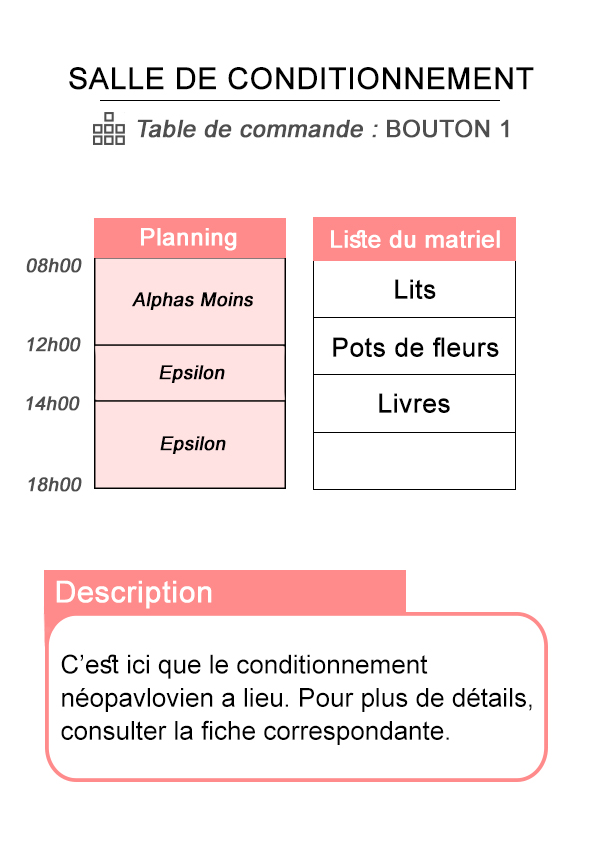 SALLE DE CONDITIONNEMENT
Table de commande : BOUTON 1
Planning
08h00
Alphas Moins
12h00
Epsilon
14h00
Epsilon
18h00
Liste du matriel
Lits
Pots de fleurs
Livres
Description
C’est ici que le conditionnement
néopavlovien a lieu. Pour plus de détails,
consulter la fiche correspondante.